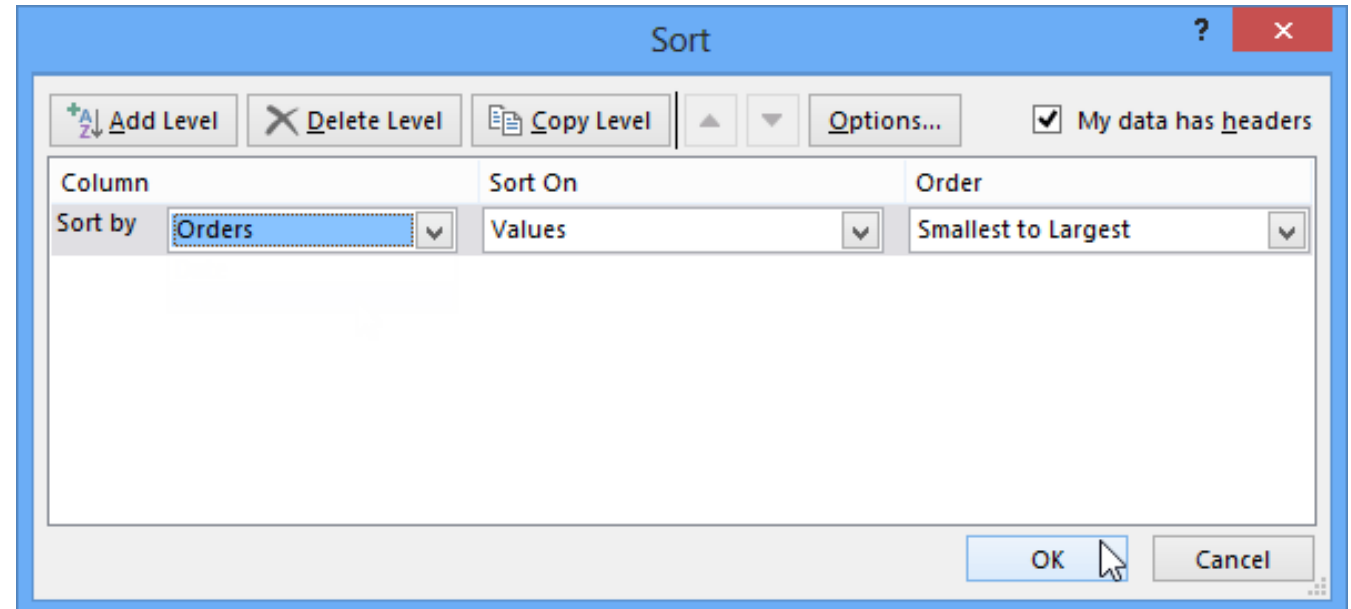 Sort ?
Add Level Delete Level Copy Level Options... My data has headers
Column Sort On Order
Sort by Orders Values Smallest to Largest
OK Cancel